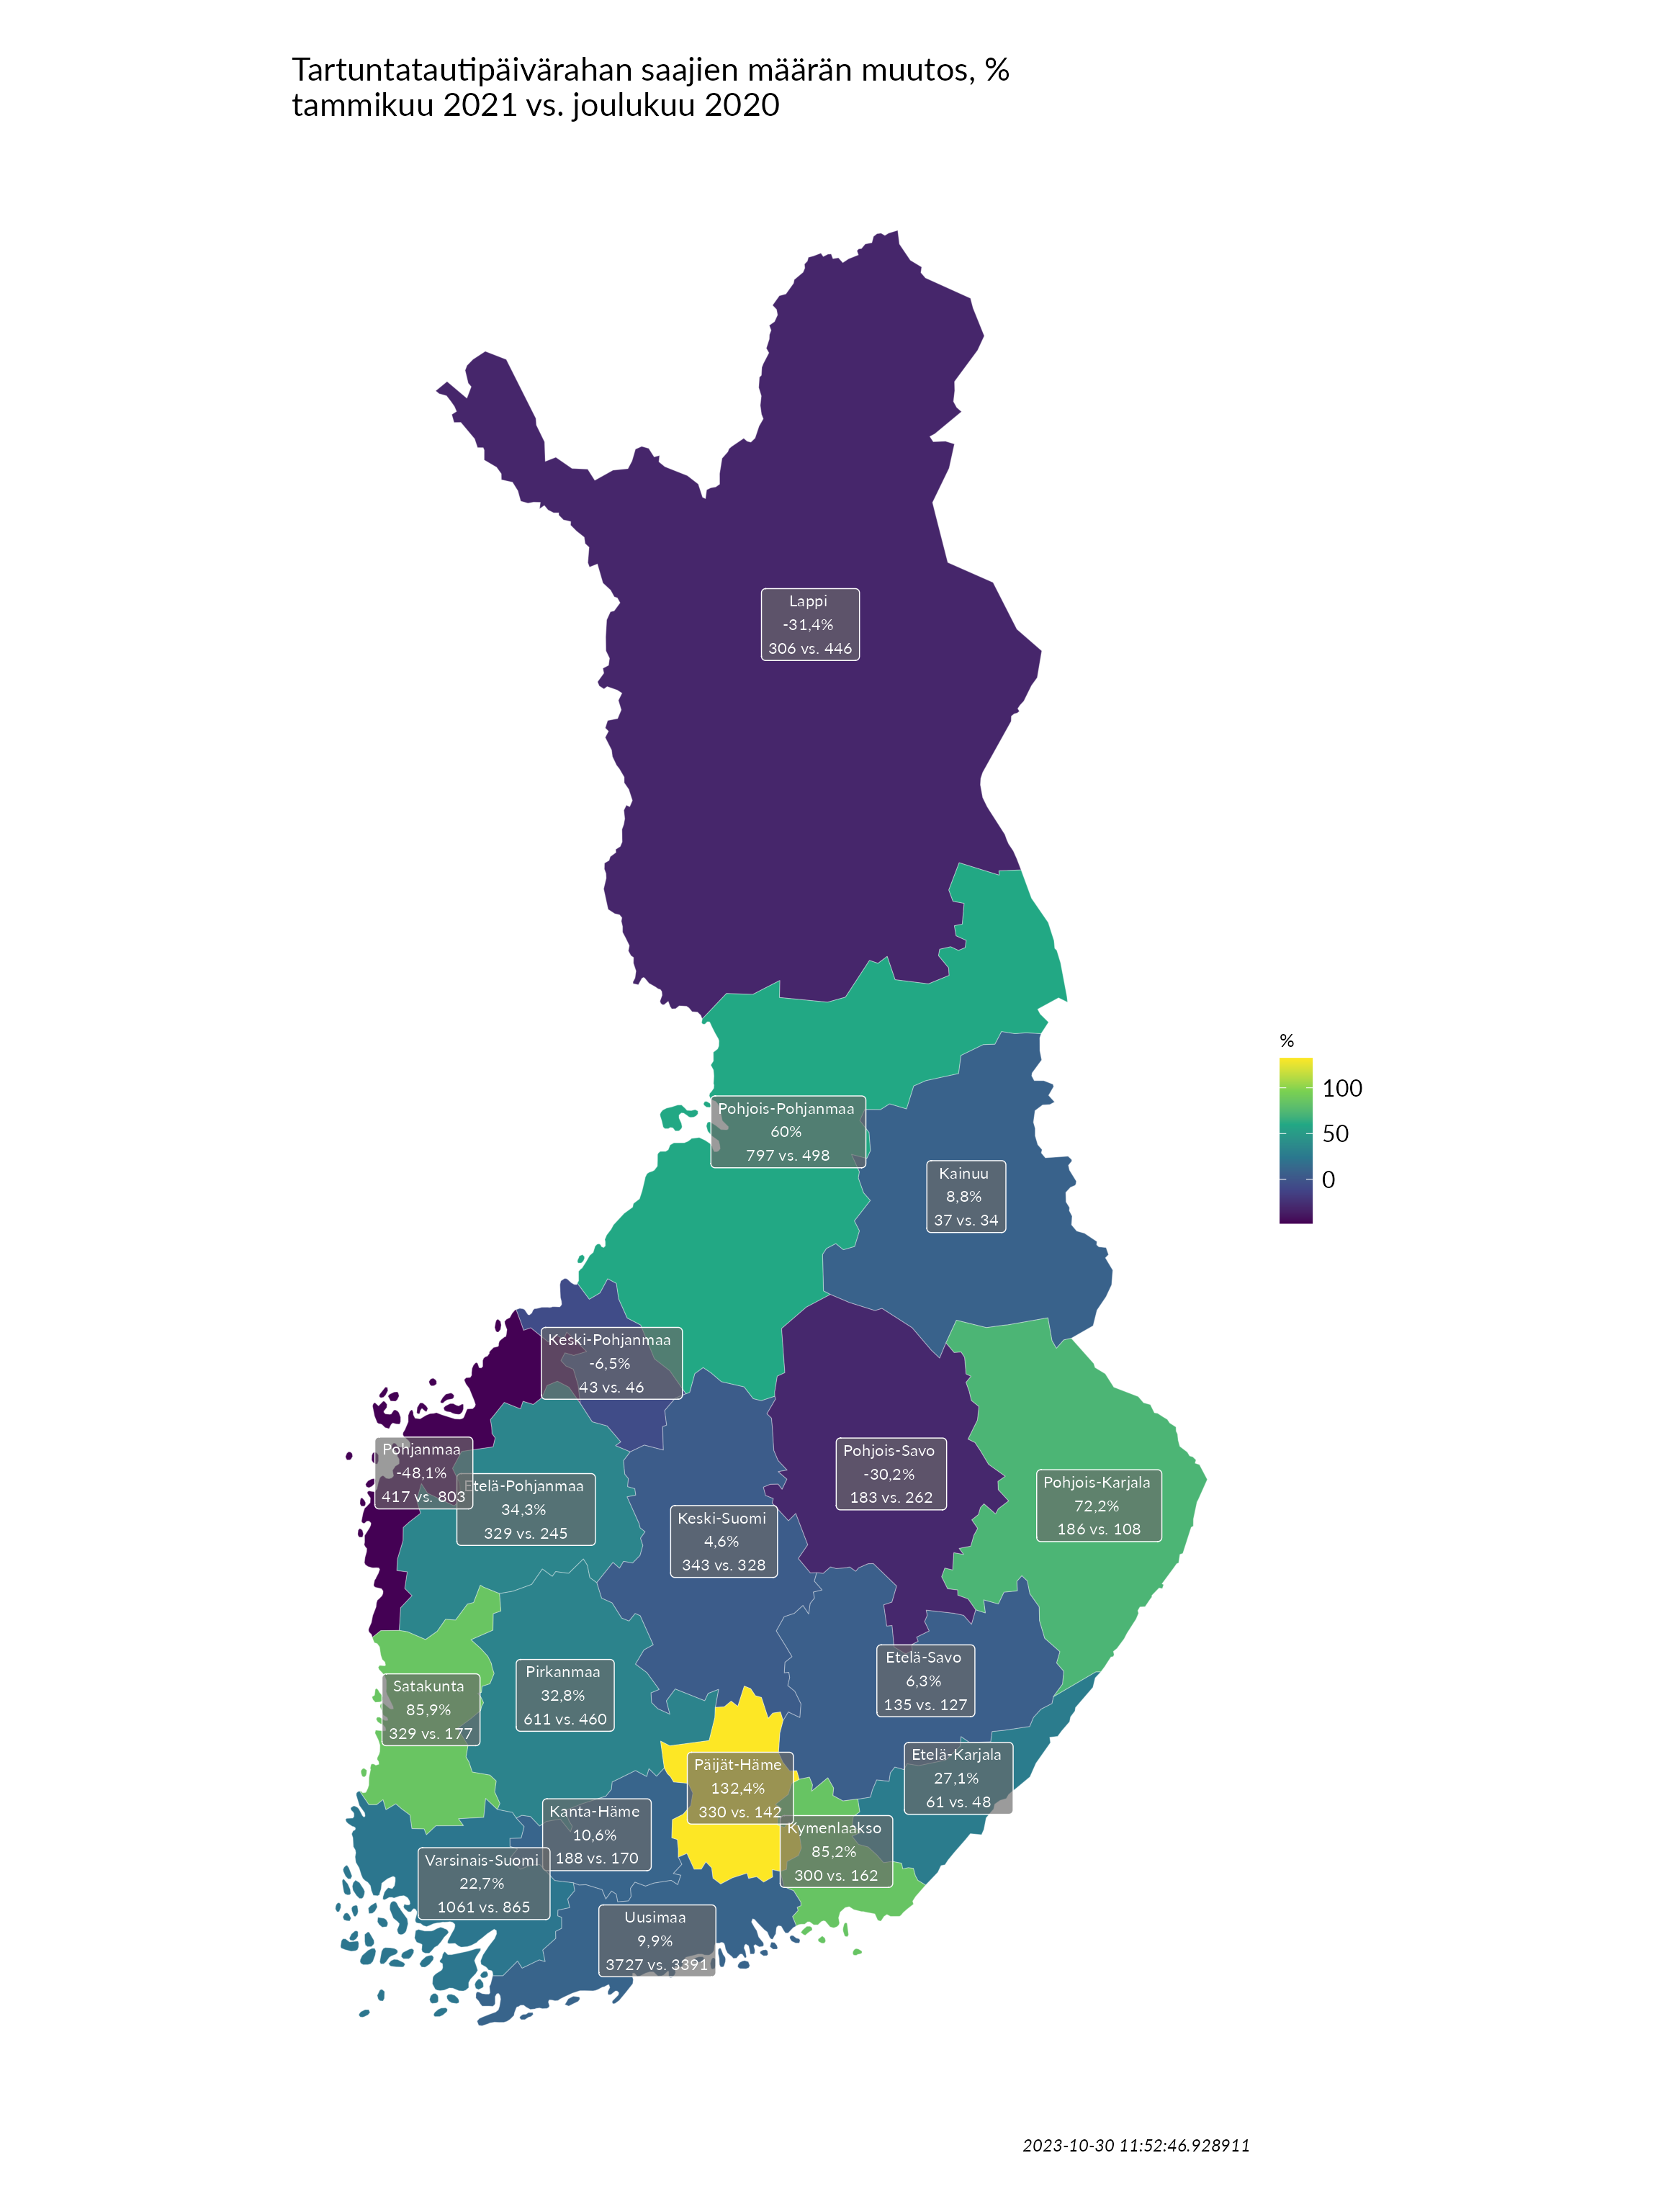 Tartuntatautipäivärahan saajien määrän muutos, %
tammikuu 2021 vs. joulukuu 2020
Lappi
-31,4%
306 vs. 446
%
100
50
0
Pohjois-Pohjanmaa
60%
797 vs. 498
Kainuu
8,8%
37 vs. 34
Keski-Pohjanmaa
-6,5%
43 vs. 46
Pohjanmaa
-48,1%
417 vs. 803
Etelä-Pohjanmaa
34,3%
329 vs. 245
Pohjois-Savo
-30,2%
183 vs. 262
Pohjois-Karjala
72,2%
186 vs. 108
Keski-Suomi
4,6%
343 vs. 328
Etelä-Savo
6,3%
135 vs. 127
Pirkanmaa
32,8%
611 vs. 460
Satakunta
85,9%
329 vs. 177
Etelä-Karjala
27,1%
61 vs. 48
Päijät-Häme
132,4%
330 vs. 142
Kanta-Häme
10,6%
188 vs. 170
Kymenlaakso
85,2%
300 vs. 162
Varsinais-Suomi
22,7%
1061 vs. 865
Uusimaa
9,9%
3727 vs. 3391
2023-10-30 11:52:46.928911